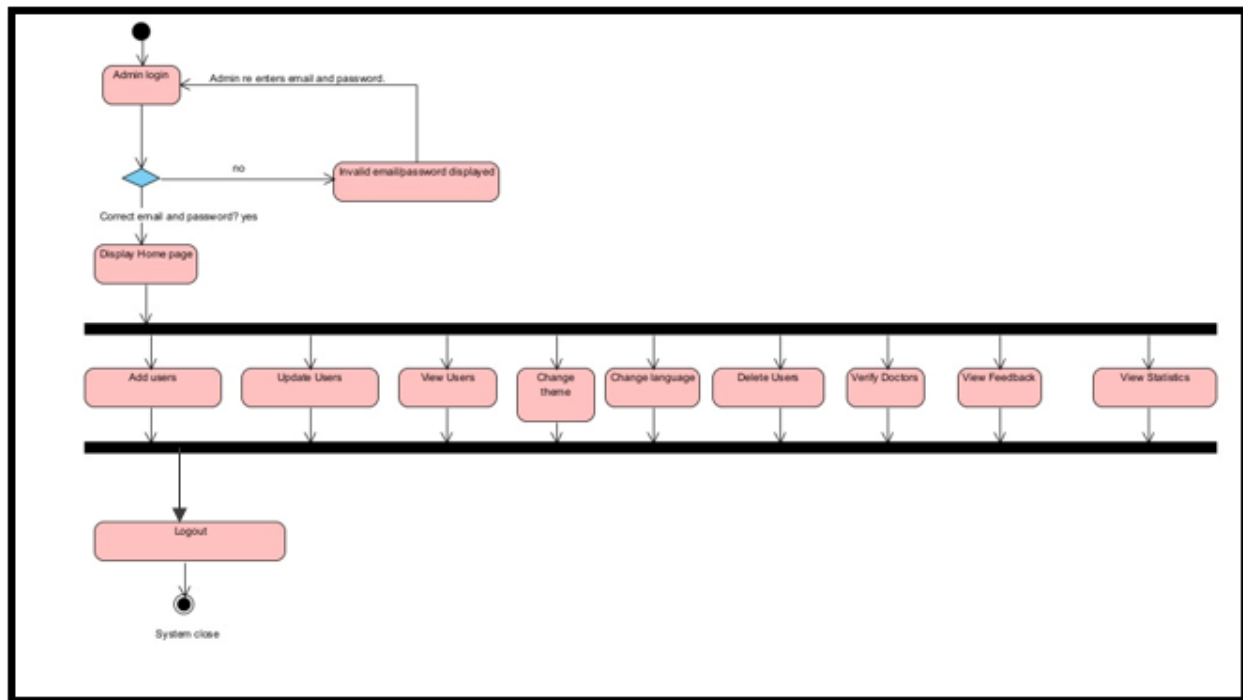 Admin login
Admin re enters email and password.
no
Invalid email/password displayed
Correct email and password? yes
Display Home page
Add users
Update Users
View Users
Change
theme
Change language
Delete Users
Verify Doctors
View Feedback
View Statistics
Logout
System close